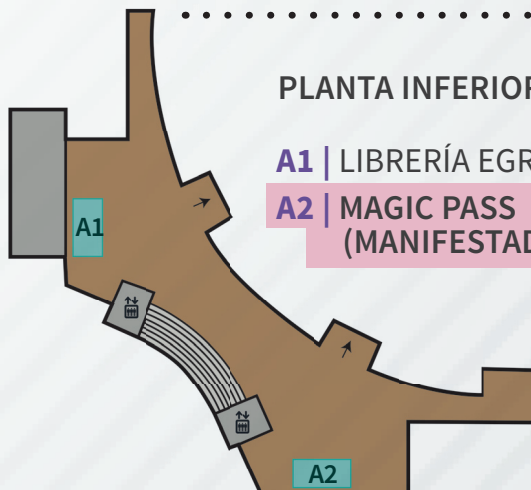 PLANTA INFERIOR
A1 | LIBRERÍA EGR
A2 | MAGIC PASS
(MANIFESTAD
A1
A2